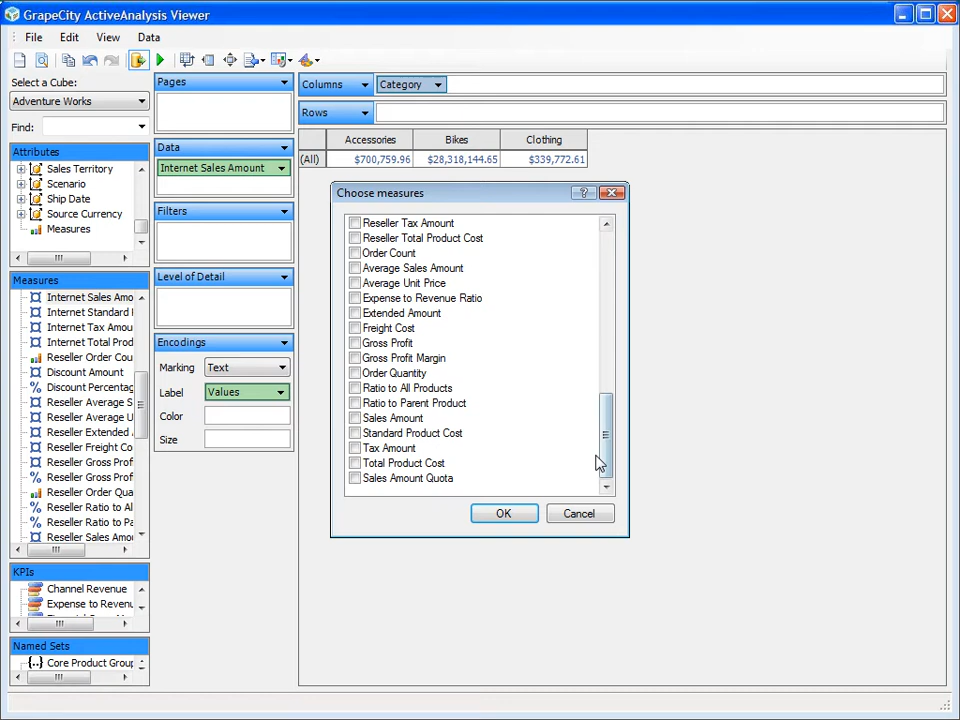 GrapeCity ActiveAnalysis Viewer
File Edit View Data
Select a Cube:
Adventure Works
Find:
Attributes
Sales Territory
Scenario
Ship Date
Source Currency
Measures
Measures
Internet Sales Amo
Internet Standard
Internet Tax Amou
Internet Total Prod
Reseller Order Cou
Discount Amount
Discount Percentag
Reseller Average S
Reseller Average U
Reseller Extended
Reseller Freight Co
Reseller Gross Profi
Reseller Gross Prof
Reseller Order Qua
Reseller Ratio to Al
Reseller Ratio to Pa
Reseller Sales Amo
KPIs
Channel Revenue
Expense to Revenu
Named Sets
Core Product Group
Pages
Data
Internet Sales Amount
Filters
Level of Detail
Encodings
Marking Text
Label Values
Color
Size
Columns Category
Rows
Accessories Bikes Clothing
(All) $700,759.96 $28,318,144.65 $339,772.61
Choose measures
Reseller Tax Amount
Reseller Total Product Cost
Order Count
Average Sales Amount
Average Unit Price
Expense to Revenue Ratio
Extended Amount
Freight Cost
Gross Profit
Gross Profit Margin
Order Quantity
Ratio to All Products
Ratio to Parent Product
Sales Amount
Standard Product Cost
Tax Amount
Total Product Cost
Sales Amount Quota
OK Cancel